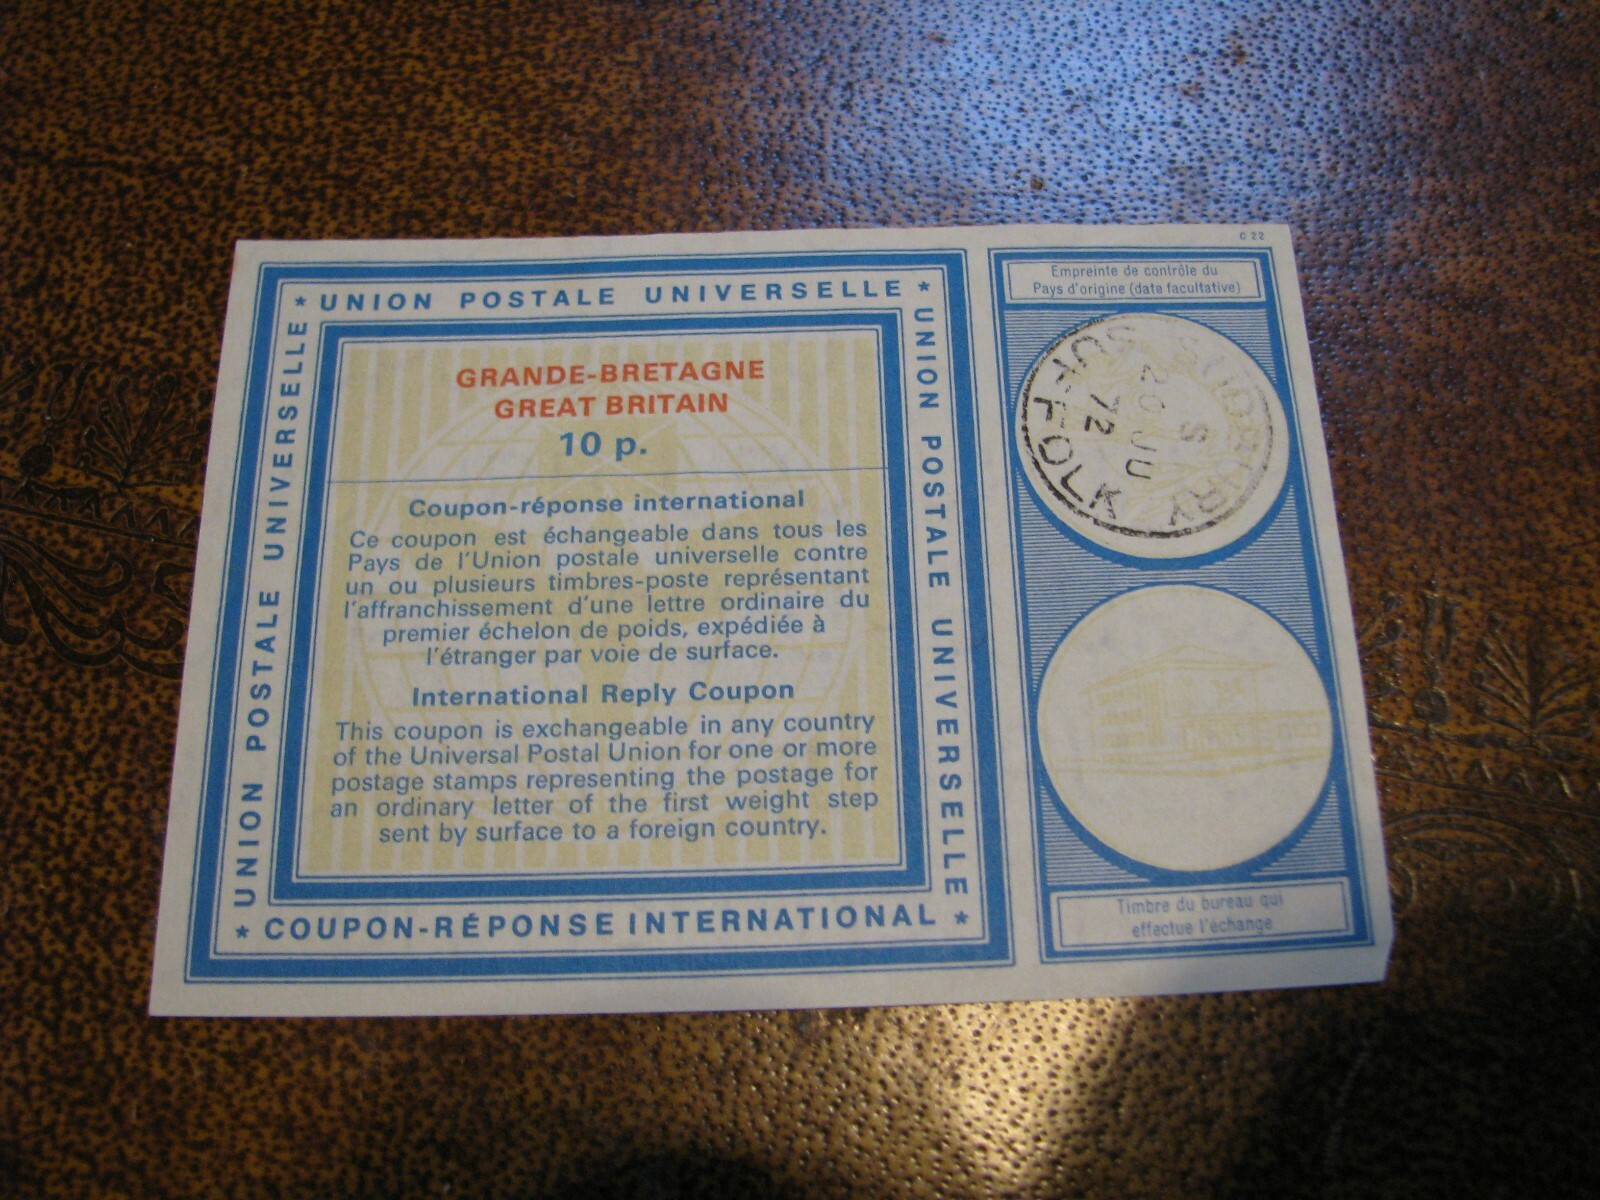 C 22
* UNION POSTALE UNIVERSELLE *
UNION POSTALE UNIVERSELLE
UNION POSTALE UNIVERSELLE
GRANDE-BRETAGNE
GREAT BRITAIN
10 p.
Coupon-réponse international
Ce coupon est échangeable dans tous les
Pays de l'Union postale universelle contre
un ou plusieurs timbres-poste représentant
l'affranchissement d'une lettre ordinaire du
premier échelon de poids, expédiée à
l'étranger par voie de surface.
International Reply Coupon
This coupon is exchangeable in any country
of the Universal Postal Union for one or more
postage stamps representing the postage for
an ordinary letter of the first weight step
sent by surface to a foreign country.
* COUPON-RÉPONSE INTERNATIONAL *
Empreinte de contrôle du
Pays d'origine (date facultative)
SUDBURY
S
20 JU
72
SUFFOLK
Timbre du bureau qui
effectue l'échange